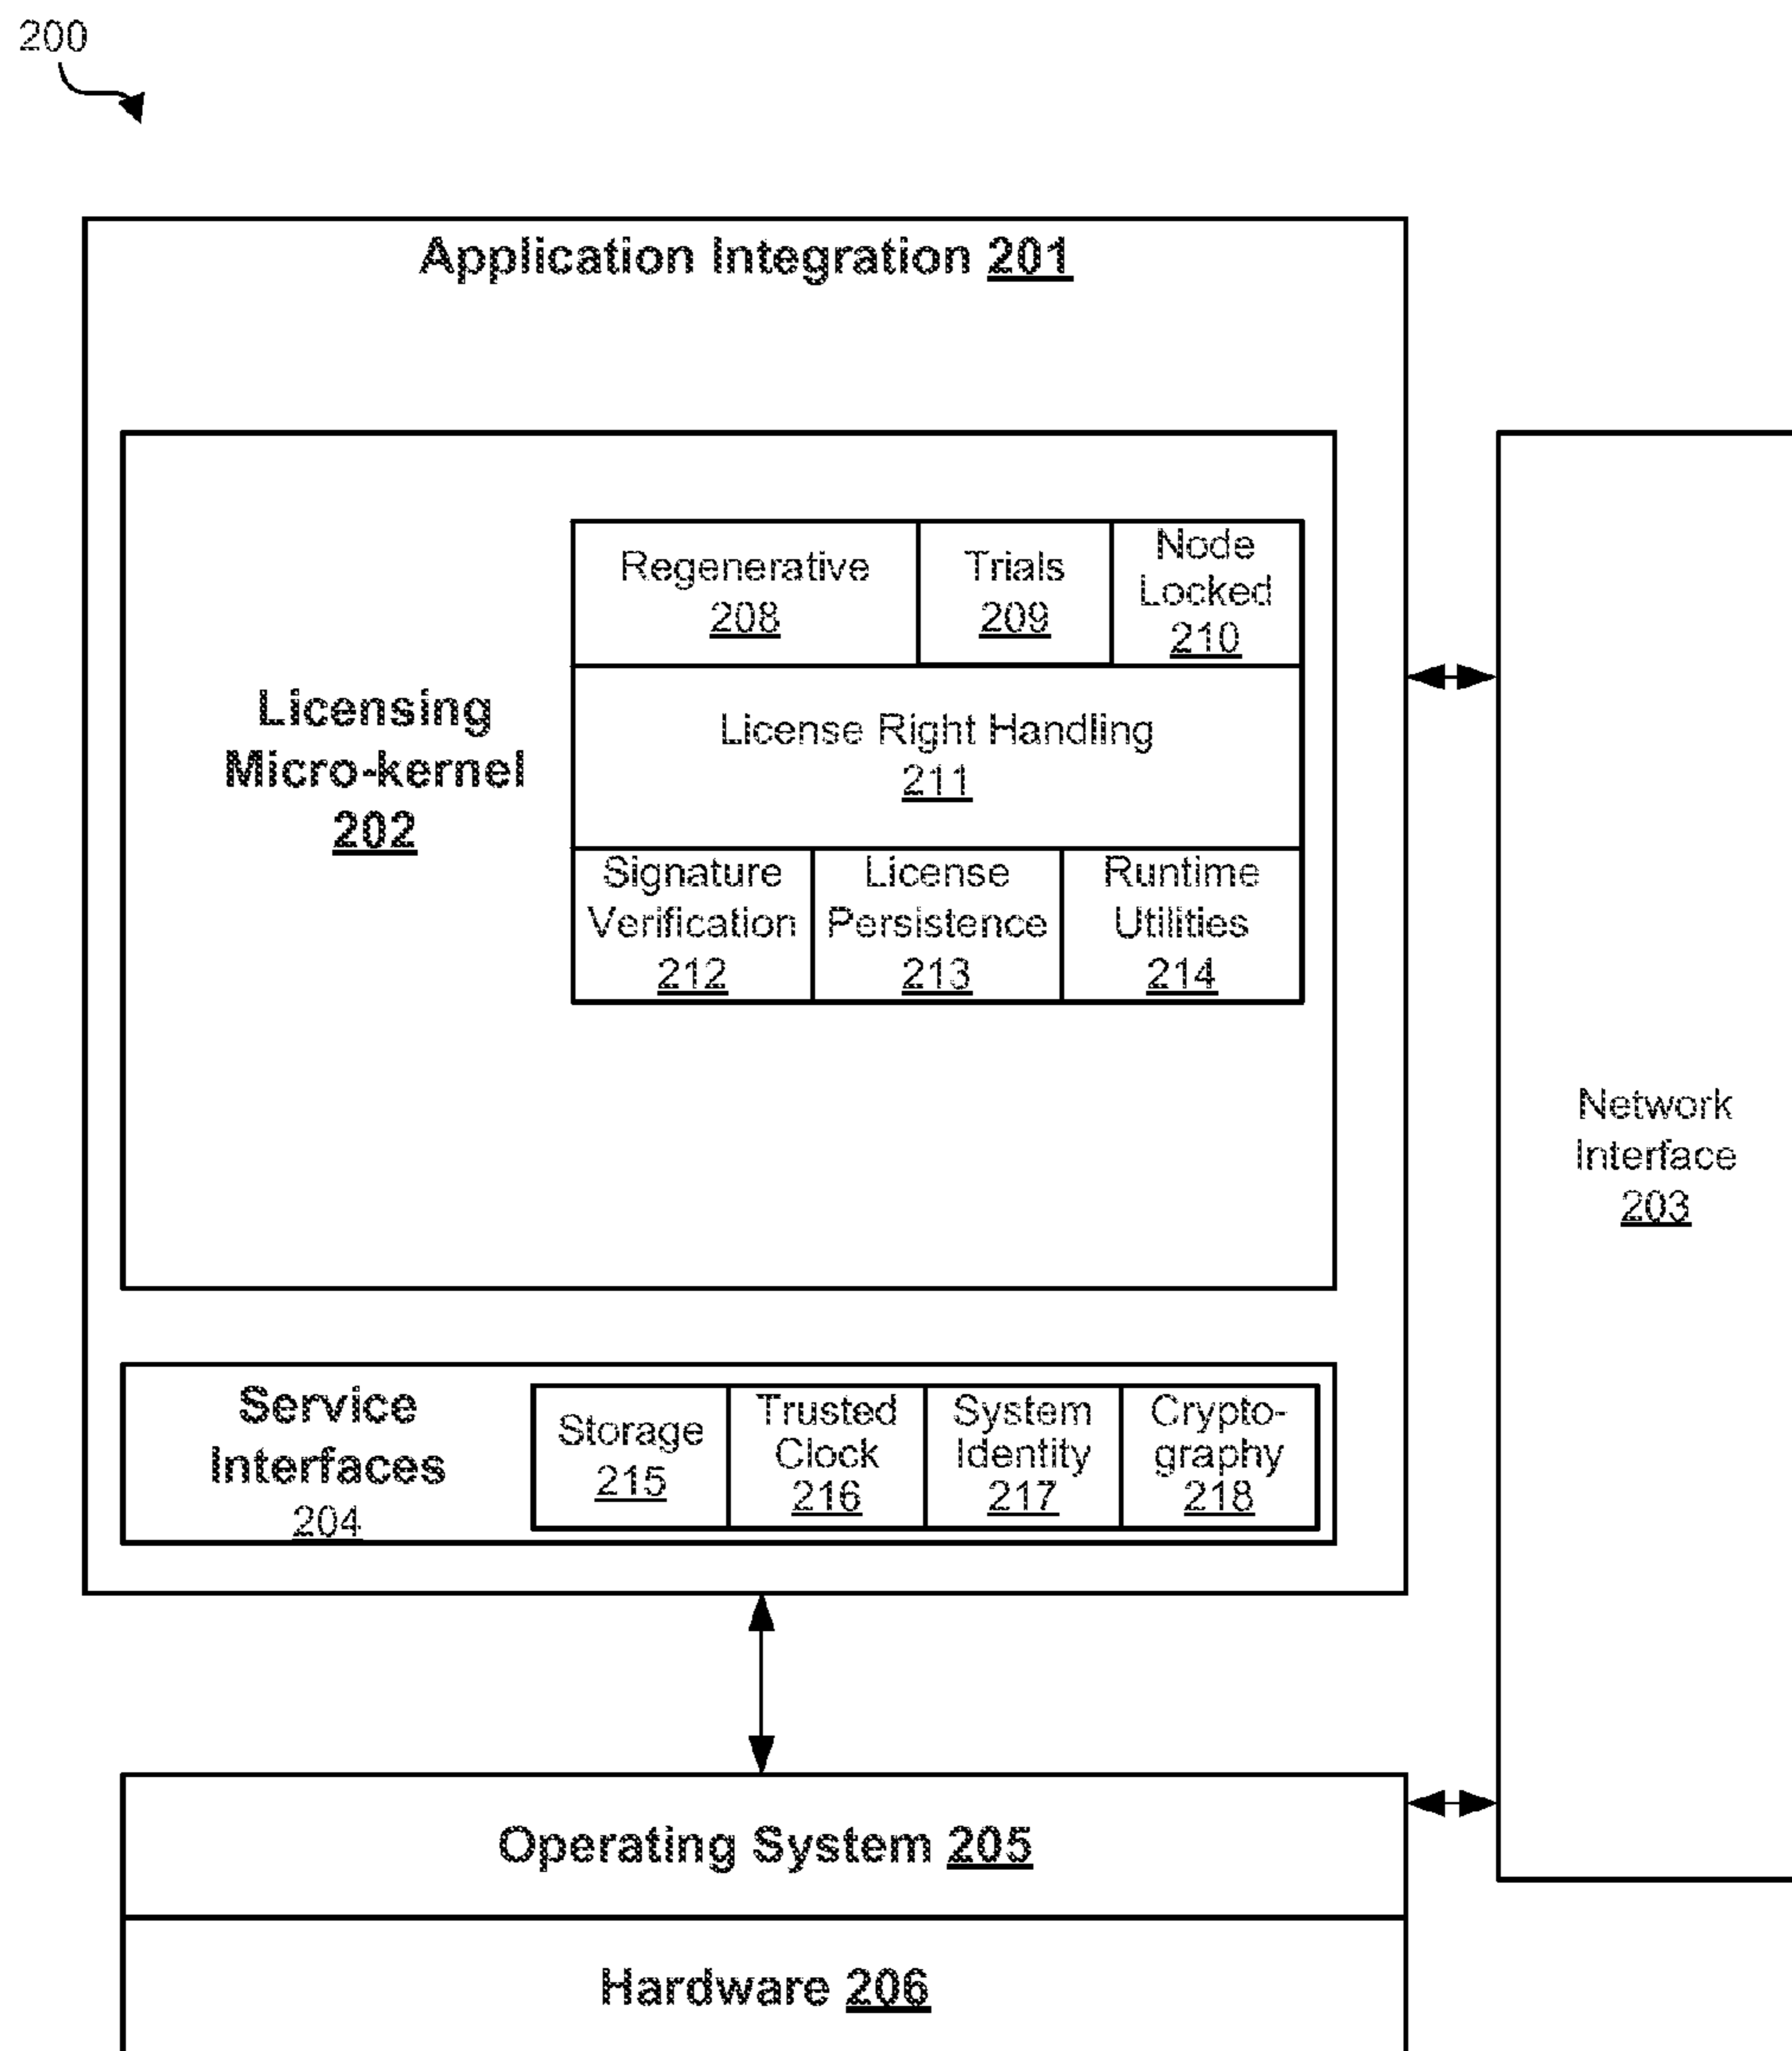 200
Application Integration 201
Regenerative
208
Trials
209
Node
Locked
210
Licensing
Micro-kernel
202
License Right Handling
211
Signature
Verification
212
License
Persistence
213
Runtime
Utilities
214
Network
Interface
203
Service
Interfaces
204
Storage
215
Trusted
Clock
216
System
Identity
217
Crypto-
graphy
218
Operating System 205
Hardware 206